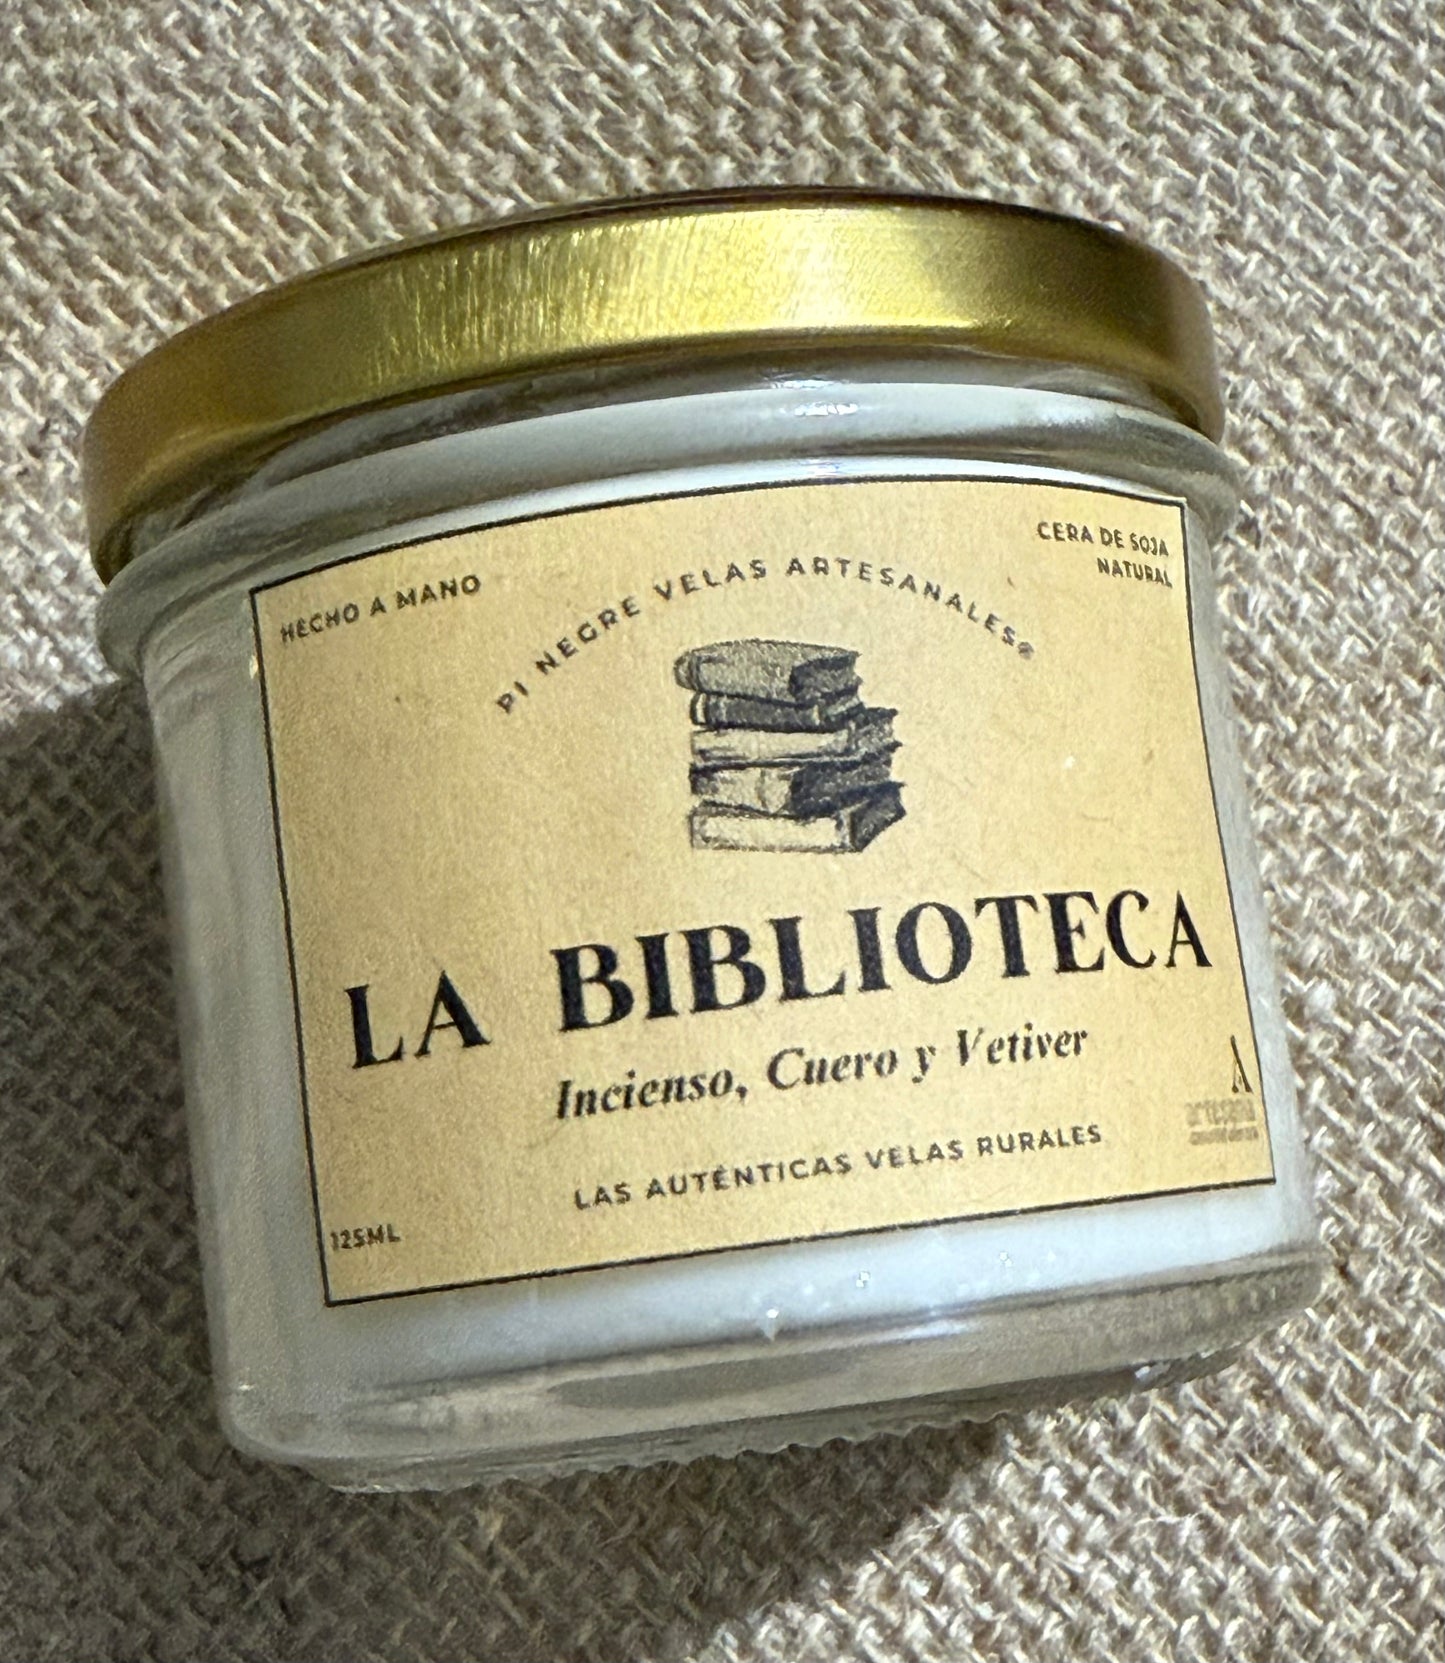 HECHO A MANO
CERA DE SOJA
NATURAL
PI NEGRE VELAS ARTESANALES®
LA BIBLIOTECA
Incienso, Cuero y Vetiver
A
artesana
LAS AUTÉNTICAS VELAS RURALES
125ML